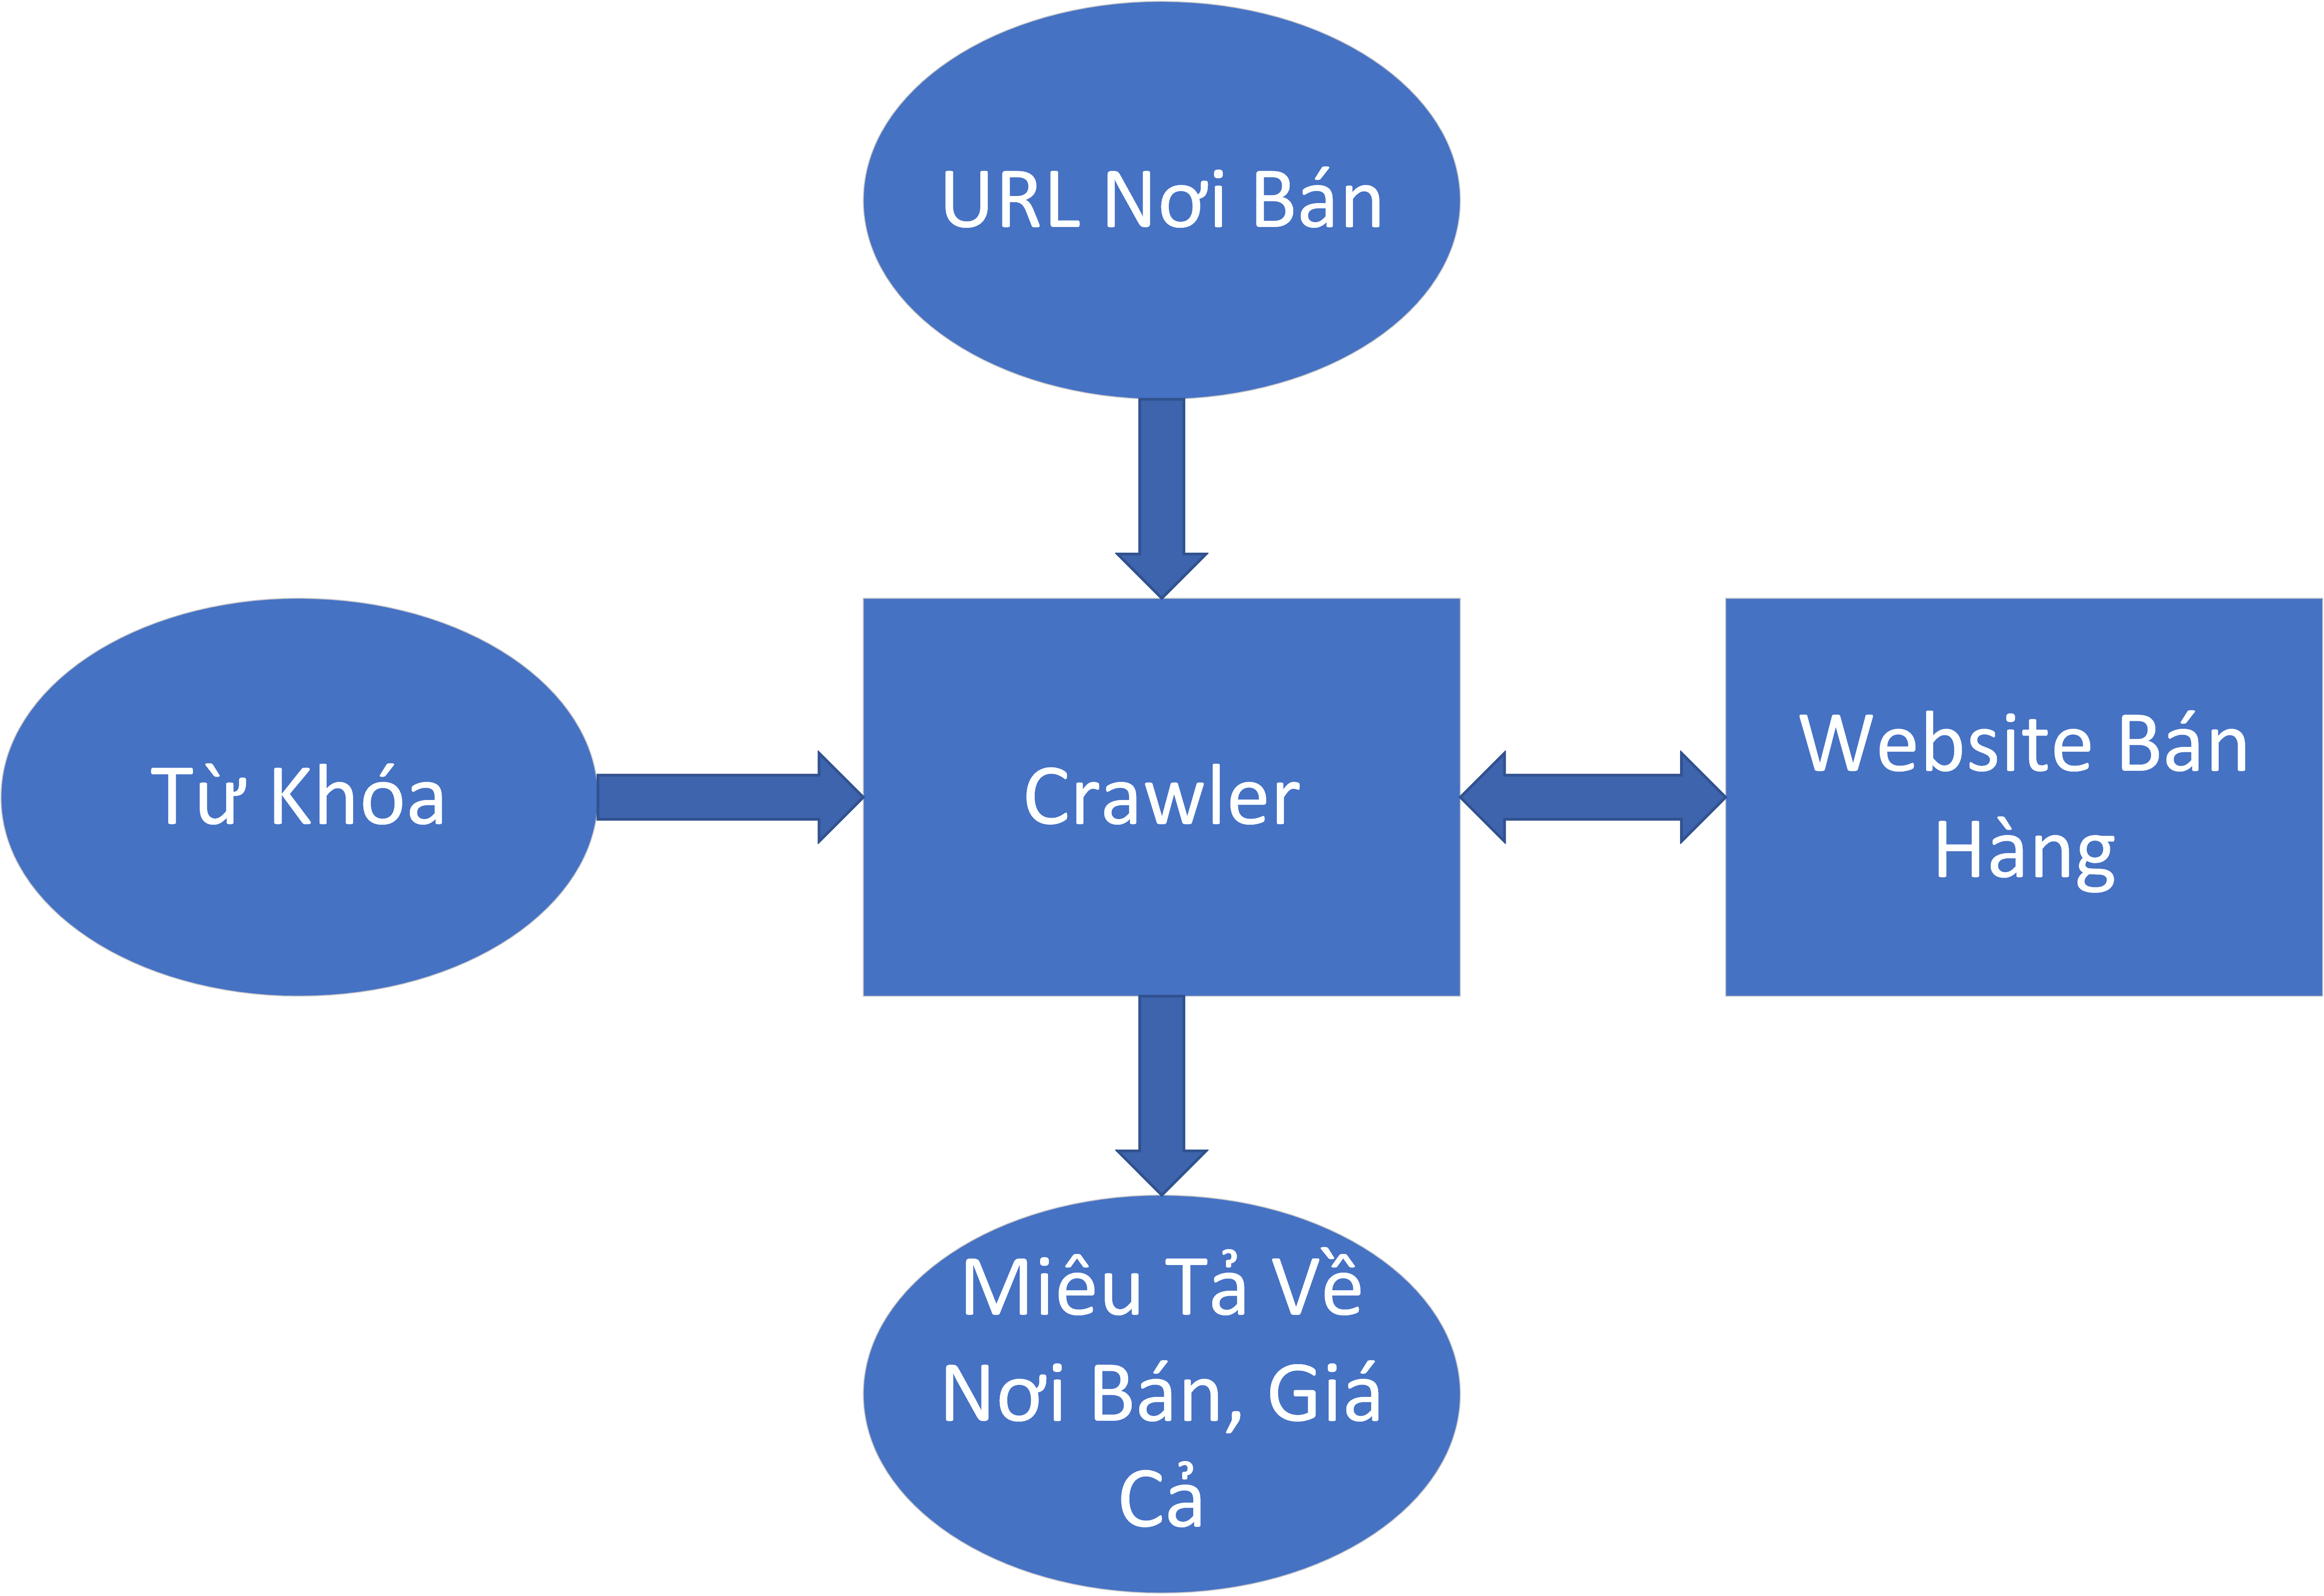 URL Nơi Bán
Từ Khóa
Crawler
Website Bán
Hàng
Miêu Tả Về
Nơi Bán, Giá
Cả